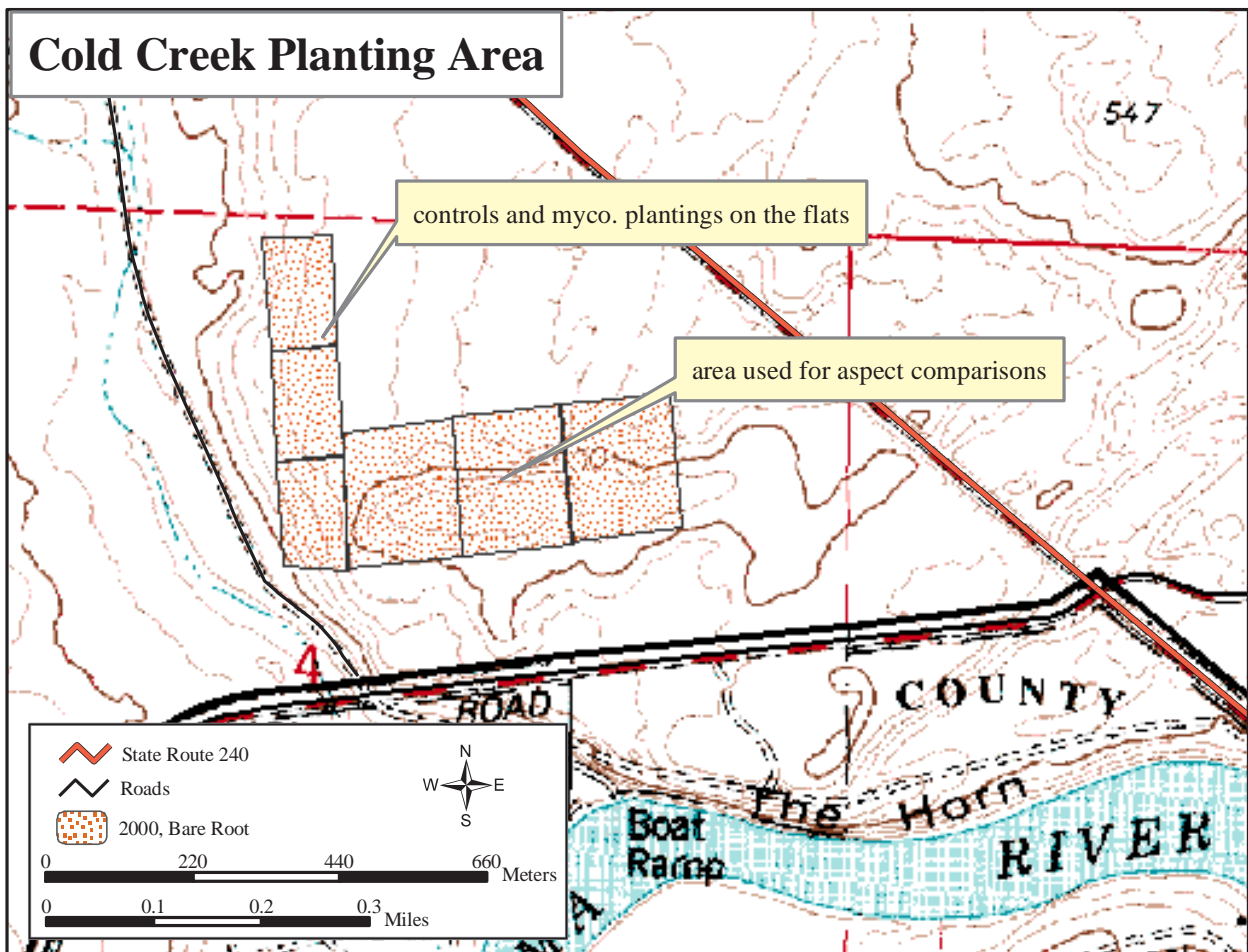 Cold Creek Planting Area
547
controls and myco. plantings on the flats
area used for aspect comparisons
4
ROAD
COUNTY
The Horn
Boat
Ramp
RIVER
State Route 240
Roads
2000, Bare Root
N
W E
S
0 220 440 660 Meters
0 0.1 0.2 0.3 Miles